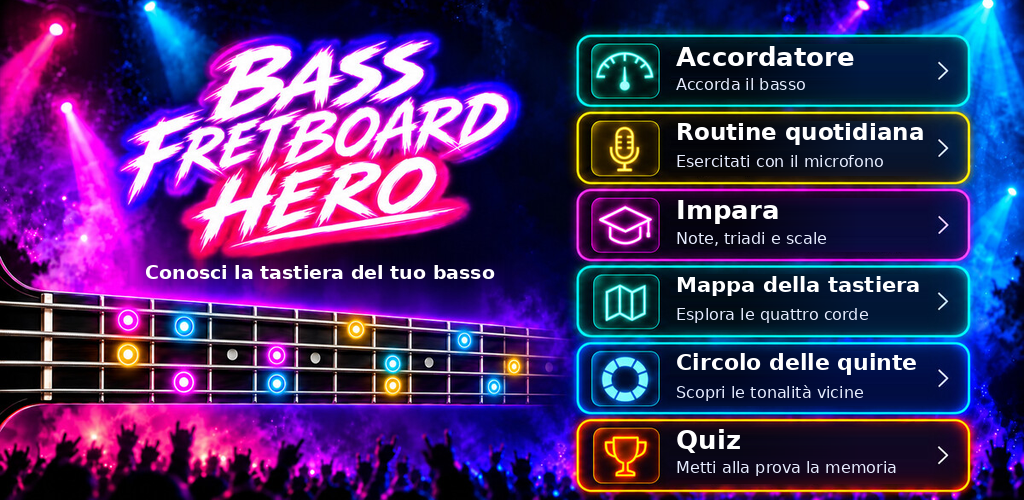 BASS
FRETBOARD
HERO
Conosci la tastiera del tuo basso
Accordatore
Accorda il basso
Routine quotidiana
Esercitati con il microfono
Impara
Note, triadi e scale
Mappa della tastiera
Esplora le quattro corde
Circolo delle quinte
Scopri le tonalità vicine
Quiz
Metti alla prova la memoria